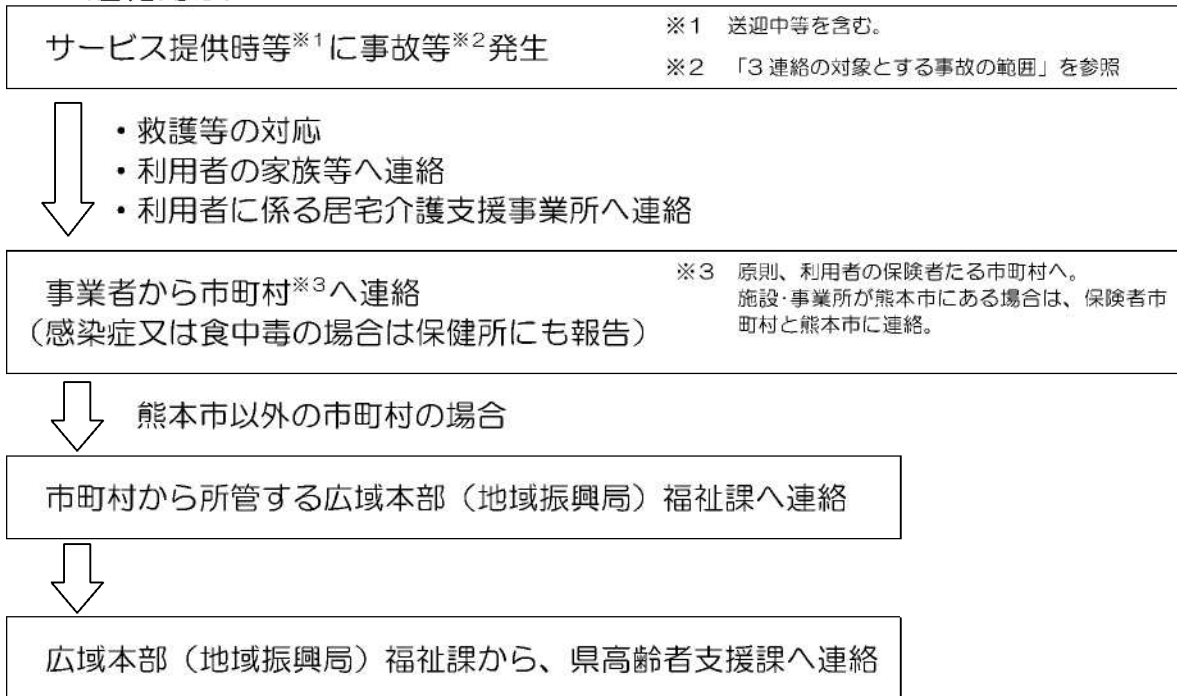 サービス提供時等※1に事故等※2発生
※1 送迎中等を含む。
※2 「3連絡の対象とする事故の範囲」を参照
・救護等の対応
・利用者の家族等へ連絡
・利用者に係る居宅介護支援事業所へ連絡
事業者から市町村※3へ連絡
（感染症又は食中毒の場合は保健所にも報告）
※3 原則、利用者の保険者たる市町村へ。
施設・事業所が熊本市にある場合は、保険者市
町村と熊本市に連絡。
熊本市以外の市町村の場合
市町村から所管する広域本部（地域振興局）福祉課へ連絡
広域本部（地域振興局）福祉課から、県高齢者支援課へ連絡